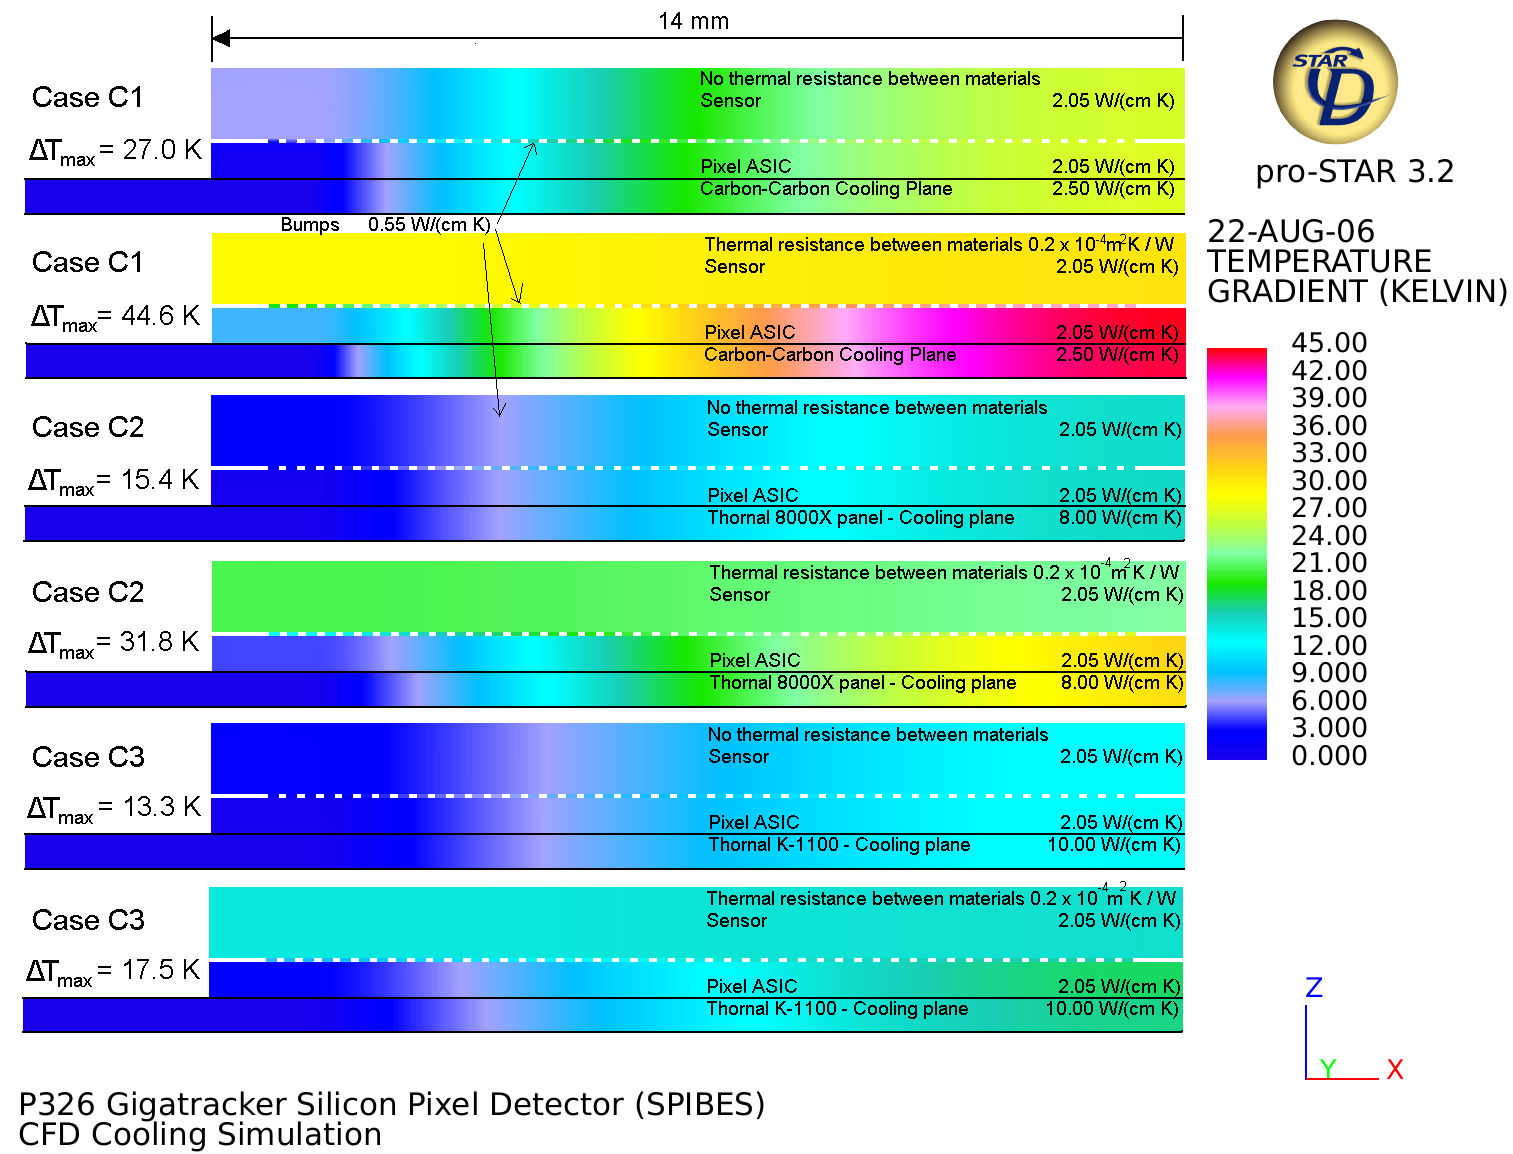 14 mm
Case C1
ΔTmax = 27.0 K
No thermal resistance between materials
Sensor 2.05 W/(cm K)
Pixel ASIC 2.05 W/(cm K)
Carbon-Carbon Cooling Plane 2.50 W/(cm K)
Bumps 0.55 W/(cm K)
Case C1
ΔTmax = 44.6 K
Thermal resistance between materials 0.2 x 10⁻⁴m²K / W
Sensor 2.05 W/(cm K)
Pixel ASIC 2.05 W/(cm K)
Carbon-Carbon Cooling Plane 2.50 W/(cm K)
Case C2
ΔTmax = 15.4 K
No thermal resistance between materials
Sensor 2.05 W/(cm K)
Pixel ASIC 2.05 W/(cm K)
Thornal 8000X panel - Cooling plane 8.00 W/(cm K)
Case C2
ΔTmax = 31.8 K
Thermal resistance between materials 0.2 x 10⁻⁴m²K / W
Sensor 2.05 W/(cm K)
Pixel ASIC 2.05 W/(cm K)
Thornal 8000X panel - Cooling plane 8.00 W/(cm K)
Case C3
ΔTmax = 13.3 K
No thermal resistance between materials
Sensor 2.05 W/(cm K)
Pixel ASIC 2.05 W/(cm K)
Thornal K-1100 - Cooling plane 10.00 W/(cm K)
Case C3
ΔTmax = 17.5 K
Thermal resistance between materials 0.2 x 10⁻⁴m²K / W
Sensor 2.05 W/(cm K)
Pixel ASIC 2.05 W/(cm K)
Thornal K-1100 - Cooling plane 10.00 W/(cm K)
P326 Gigatracker Silicon Pixel Detector (SPIBES)
CFD Cooling Simulation
STAR
CD
pro-STAR 3.2
22-AUG-06
TEMPERATURE
GRADIENT (KELVIN)
45.00
42.00
39.00
36.00
33.00
30.00
27.00
24.00
21.00
18.00
15.00
12.00
9.000
6.000
3.000
0.000
Z
Y X